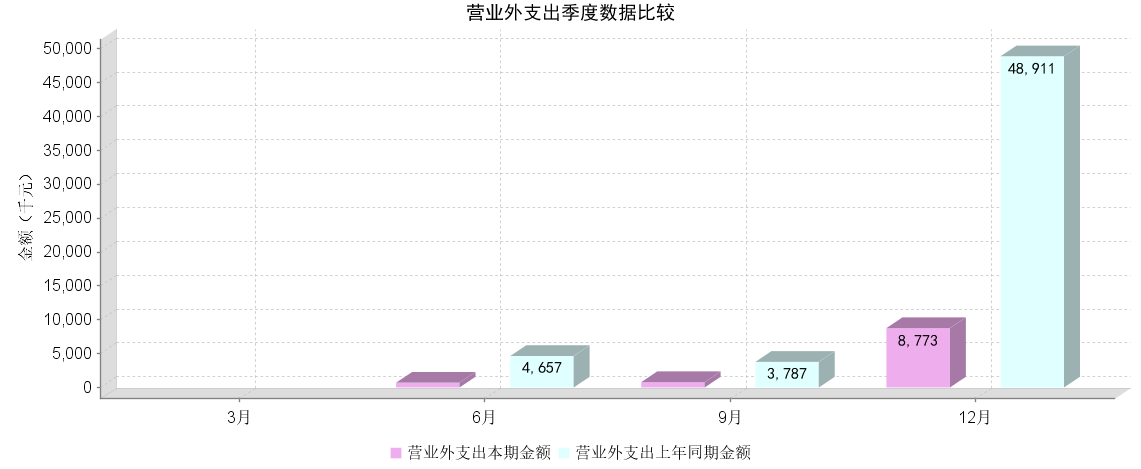 营业外支出季度数据比较
金额（千元）
50,000
45,000
40,000
35,000
30,000
25,000
20,000
15,000
10,000
5,000
0
48,911
8,773
4,657
3,787
3月
6月
9月
12月
营业外支出本期金额
营业外支出上年同期金额